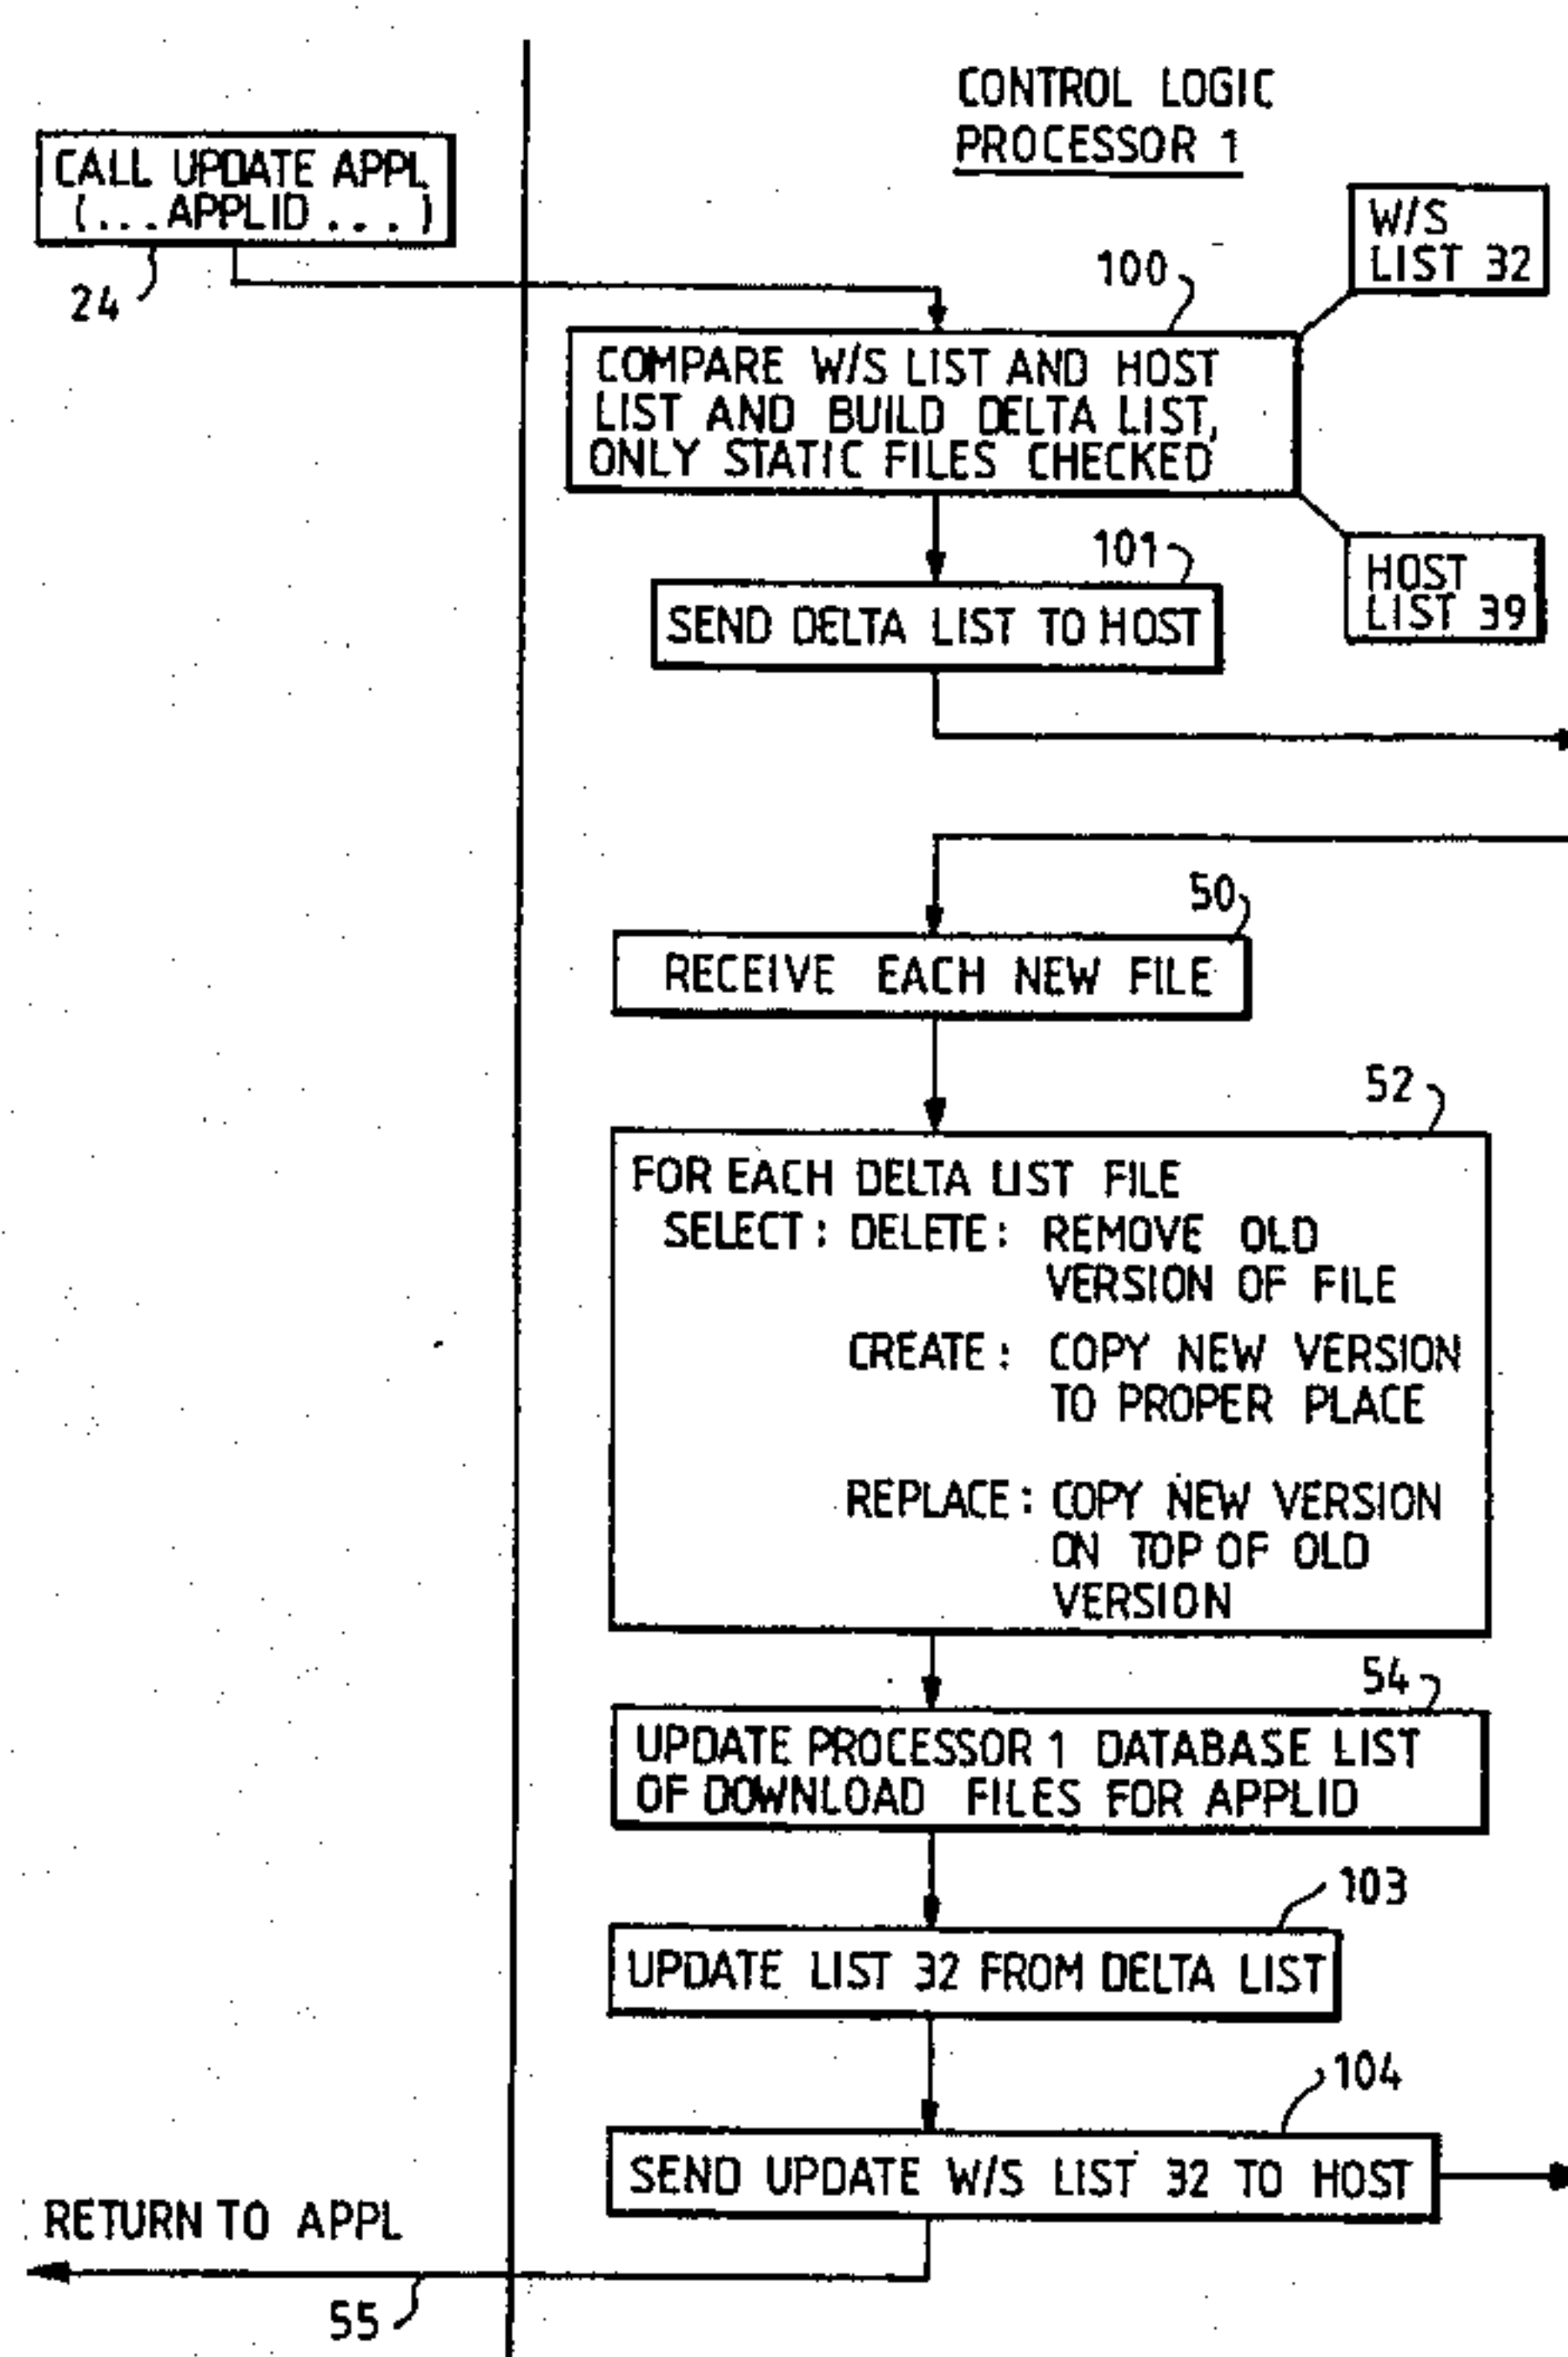 CONTROL LOGIC
PROCESSOR 1
CALL UPDATE APPL
(...APPLID...)
24
W/S
LIST 32
100
COMPARE W/S LIST AND HOST
LIST AND BUILD DELTA LIST,
ONLY STATIC FILES CHECKED
HOST
LIST 39
101
SEND DELTA LIST TO HOST
50
RECEIVE EACH NEW FILE
52
FOR EACH DELTA LIST FILE
SELECT: DELETE: REMOVE OLD
VERSION OF FILE
CREATE: COPY NEW VERSION
TO PROPER PLACE
REPLACE: COPY NEW VERSION
ON TOP OF OLD
VERSION
54
UPDATE PROCESSOR 1 DATABASE LIST
OF DOWNLOAD FILES FOR APPLID
103
UPDATE LIST 32 FROM DELTA LIST
104
SEND UPDATE W/S LIST 32 TO HOST
RETURN TO APPL
55